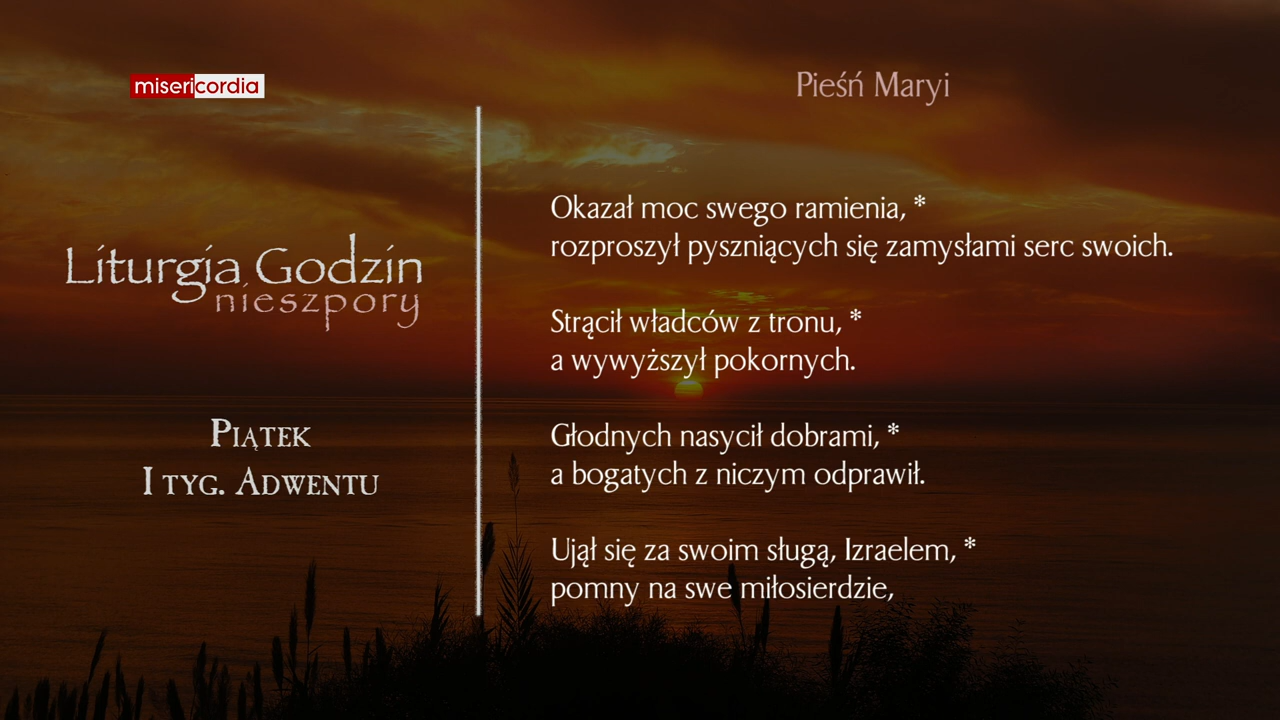 misericordia
Liturgia Godzin
nieszpory
Piątek
I tyg. Adwentu
Pieśń Maryi
Okazał moc swego ramienia, *
rozproszył pyszniących się zamysłami serc swoich.
Strącił władców z tronu, *
a wywyższył pokornych.
Głodnych nasycił dobrami, *
a bogatych z niczym odprawił.
Ujął się za swoim sługą, Izraelem, *
pomny na swe miłosierdzie,